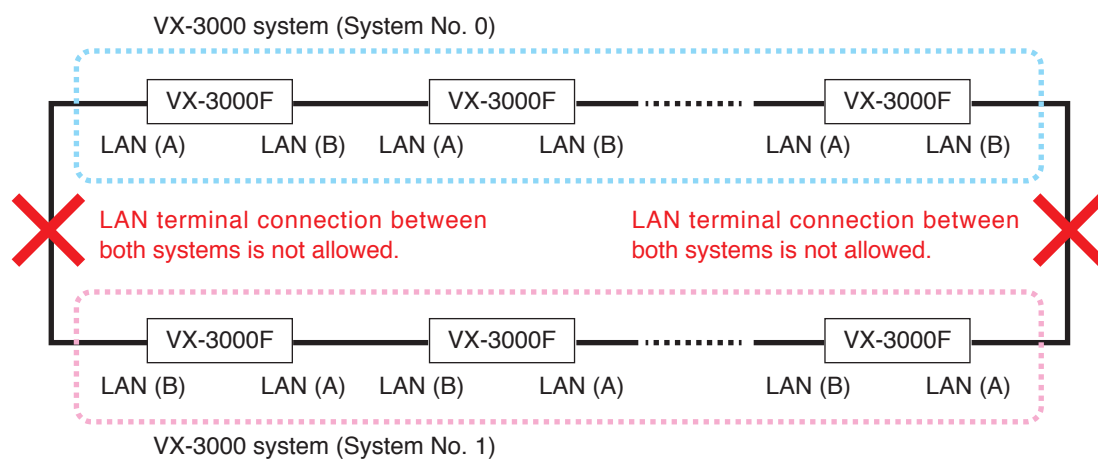 VX-3000 system (System No. 0)
VX-3000F VX-3000F VX-3000F
LAN (A) LAN (B) LAN (A) LAN (B) LAN (A) LAN (B)
LAN terminal connection between LAN terminal connection between
both systems is not allowed. both systems is not allowed.
VX-3000F VX-3000F VX-3000F
LAN (B) LAN (A) LAN (B) LAN (A) LAN (B) LAN (A)
VX-3000 system (System No. 1)